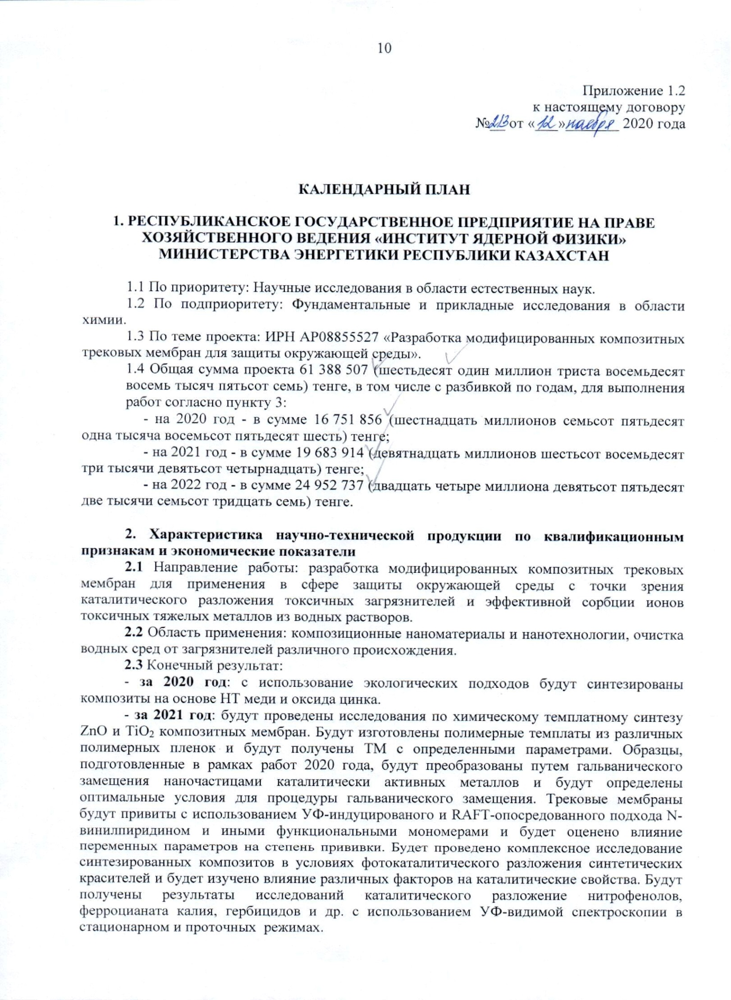 10
Приложение 1.2
к настоящему договору
№213 от «12» ноября 2020 года
КАЛЕНДАРНЫЙ ПЛАН
1. РЕСПУБЛИКАНСКОЕ ГОСУДАРСТВЕННОЕ ПРЕДПРИЯТИЕ НА ПРАВЕ
ХОЗЯЙСТВЕННОГО ВЕДЕНИЯ «ИНСТИТУТ ЯДЕРНОЙ ФИЗИКИ»
МИНИСТЕРСТВА ЭНЕРГЕТИКИ РЕСПУБЛИКИ КАЗАХСТАН
1.1 По приоритету: Научные исследования в области естественных наук.
1.2 По подприоритету: Фундаментальные и прикладные исследования в области
химии.
1.3 По теме проекта: ИРН АР08855527 «Разработка модифицированных композитных
трековых мембран для защиты окружающей среды».
1.4 Общая сумма проекта 61 388 507 (шестьдесят один миллион триста восемьдесят
восемь тысяч пятьсот семь) тенге, в том числе с разбивкой по годам, для выполнения
работ согласно пункту 3:
- на 2020 год - в сумме 16 751 856 (шестнадцать миллионов семьсот пятьдесят
одна тысяча восемьсот пятьдесят шесть) тенге;
- на 2021 год - в сумме 19 683 914 (девятнадцать миллионов шестьсот восемьдесят
три тысячи девятьсот четырнадцать) тенге;
- на 2022 год - в сумме 24 952 737 (двадцать четыре миллиона девятьсот пятьдесят
две тысячи семьсот тридцать семь) тенге.
2. Характеристика научно-технической продукции по квалификационным
признакам и экономические показатели
2.1 Направление работы: разработка модифицированных композитных трековых
мембран для применения в сфере защиты окружающей среды с точки зрения
каталитического разложения токсичных загрязнителей и эффективной сорбции ионов
токсичных тяжелых металлов из водных растворов.
2.2 Область применения: композиционные наноматериалы и нанотехнологии, очистка
водных сред от загрязнителей различного происхождения.
2.3 Конечный результат:
- за 2020 год: с использование экологических подходов будут синтезированы
композиты на основе НТ меди и оксида цинка.
- за 2021 год: будут проведены исследования по химическому темплатному синтезу
ZnO и TiO₂ композитных мембран. Будут изготовлены полимерные темплаты из различных
полимерных пленок и будут получены ТМ с определенными параметрами. Образцы,
подготовленные в рамках работ 2020 года, будут преобразованы путем гальванического
замещения наночастицами каталитически активных металлов и будут определены
оптимальные условия для процедуры гальванического замещения. Трековые мембраны
будут привиты с использованием УФ-индуцированого и RAFT-опосредованного подхода N-
винилпиридином и иными функциональными мономерами и будет оценено влияние
переменных параметров на степень прививки. Будет проведено комплексное исследование
синтезированных композитов в условиях фотокаталитического разложения синтетических
красителей и будет изучено влияние различных факторов на каталитические свойства. Будут
получены результаты исследований каталитического разложение нитрофенолов,
ферроцианата калия, гербицидов и др. с использованием УФ-видимой спектроскопии в
стационарном и проточных режимах.